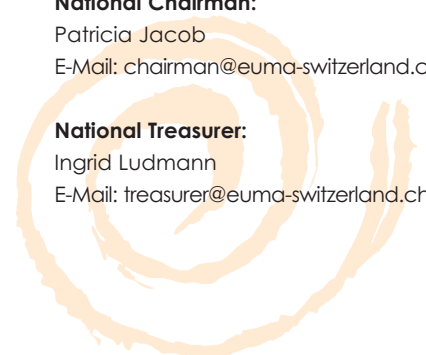 National Chairman:
Patricia Jacob
E-Mail: chairman@euma-switzerland.c
National Treasurer:
Ingrid Ludmann
E-Mail: treasurer@euma-switzerland.ch